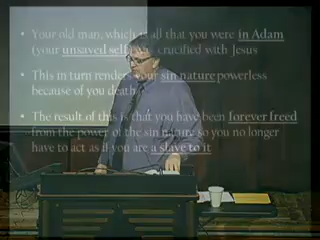 • Your old man, which is all that you were in Adam
(your unsaved self) was crucified with Jesus
• This in turn renders your sin nature powerless
because of you death
• The result of this is that you have been forever freed
from the power of the sin nature so you no longer
have to act as if you are a slave to it